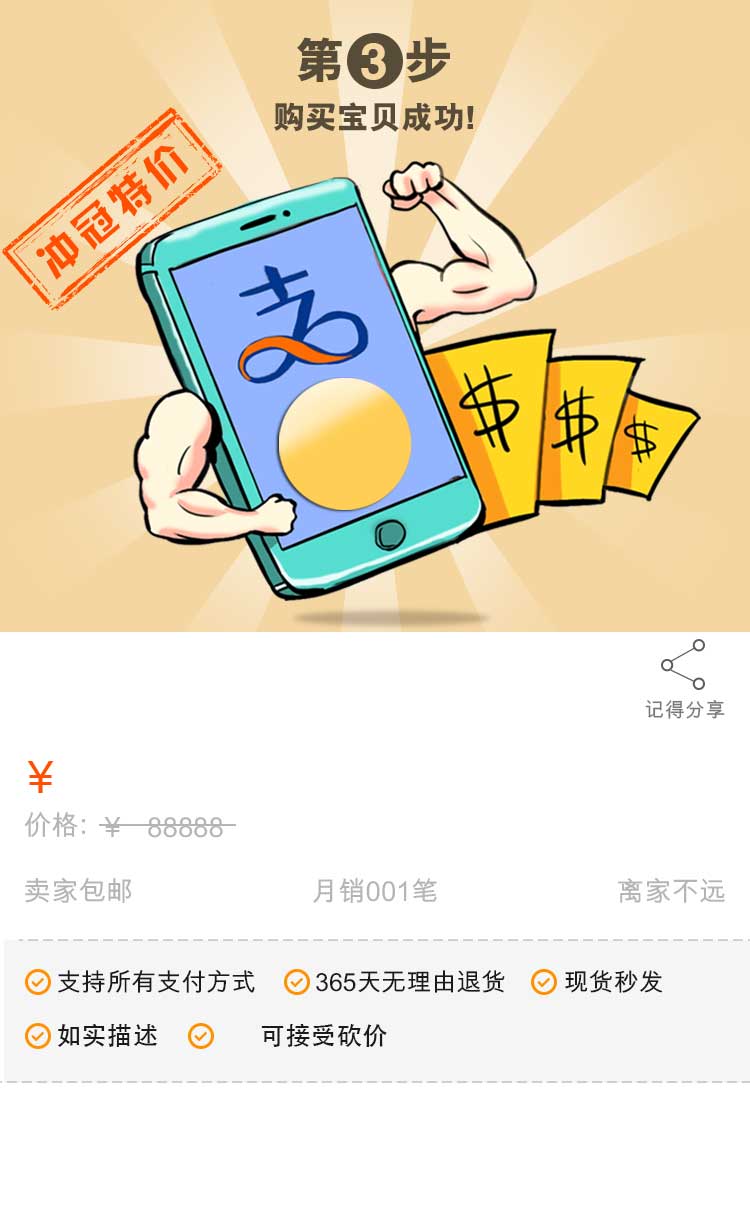 第3步
购买宝贝成功!
冲冠特价
支
$ $ $
记得分享
¥
价格: ¥ 88888
卖家包邮 月销001笔 离家不远
支持所有支付方式 365天无理由退货 现货秒发
如实描述 可接受砍价